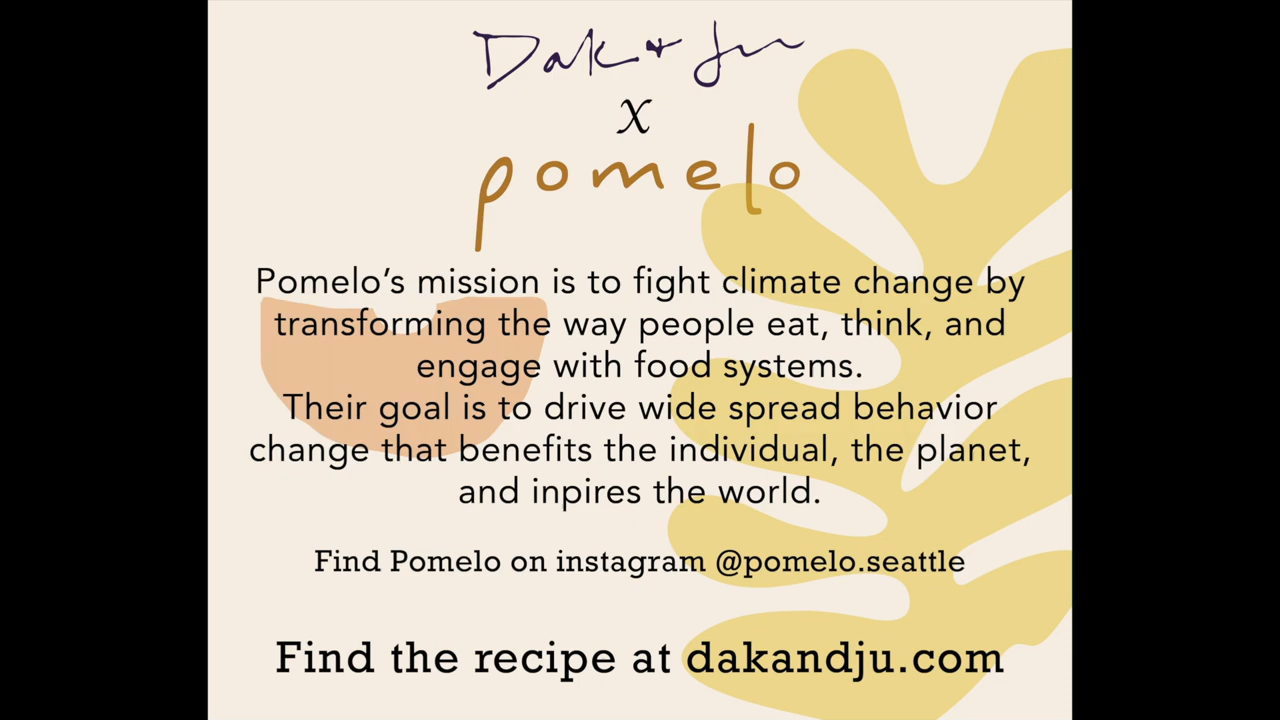 Dak + Ju
x
pomelo
Pomelo’s mission is to fight climate change by
transforming the way people eat, think, and
engage with food systems.
Their goal is to drive wide spread behavior
change that benefits the individual, the planet,
and inpires the world.
Find Pomelo on instagram @pomelo.seattle
Find the recipe at dakandju.com